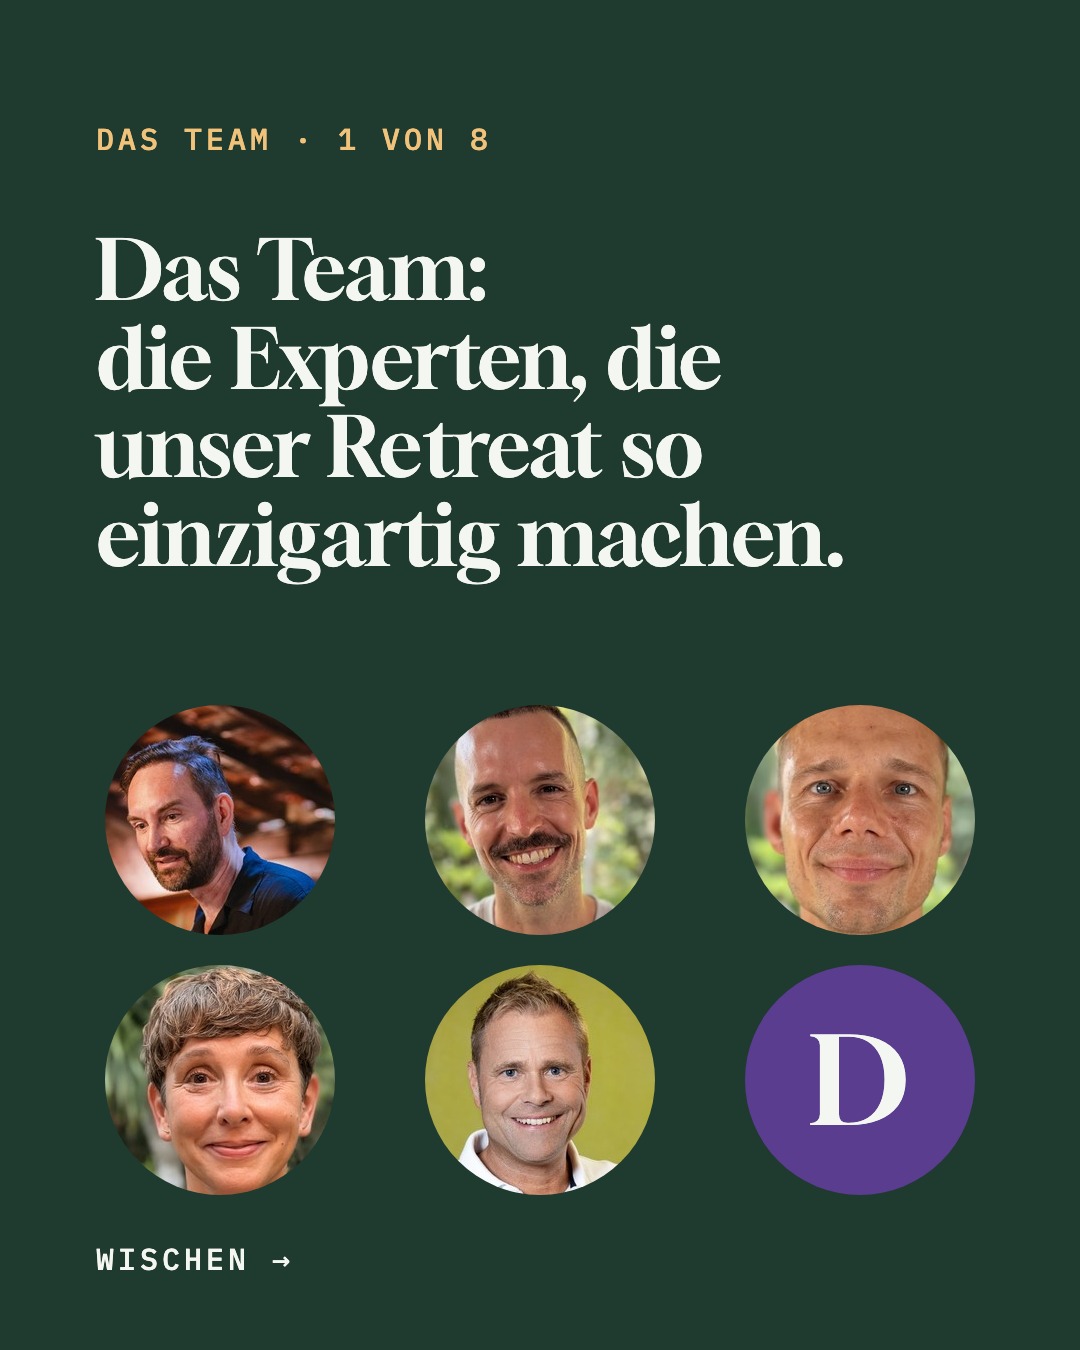 DAS TEAM · 1 VON 8
Das Team:
die Experten, die
unser Retreat so
einzigartig machen.
D
WISCHEN →